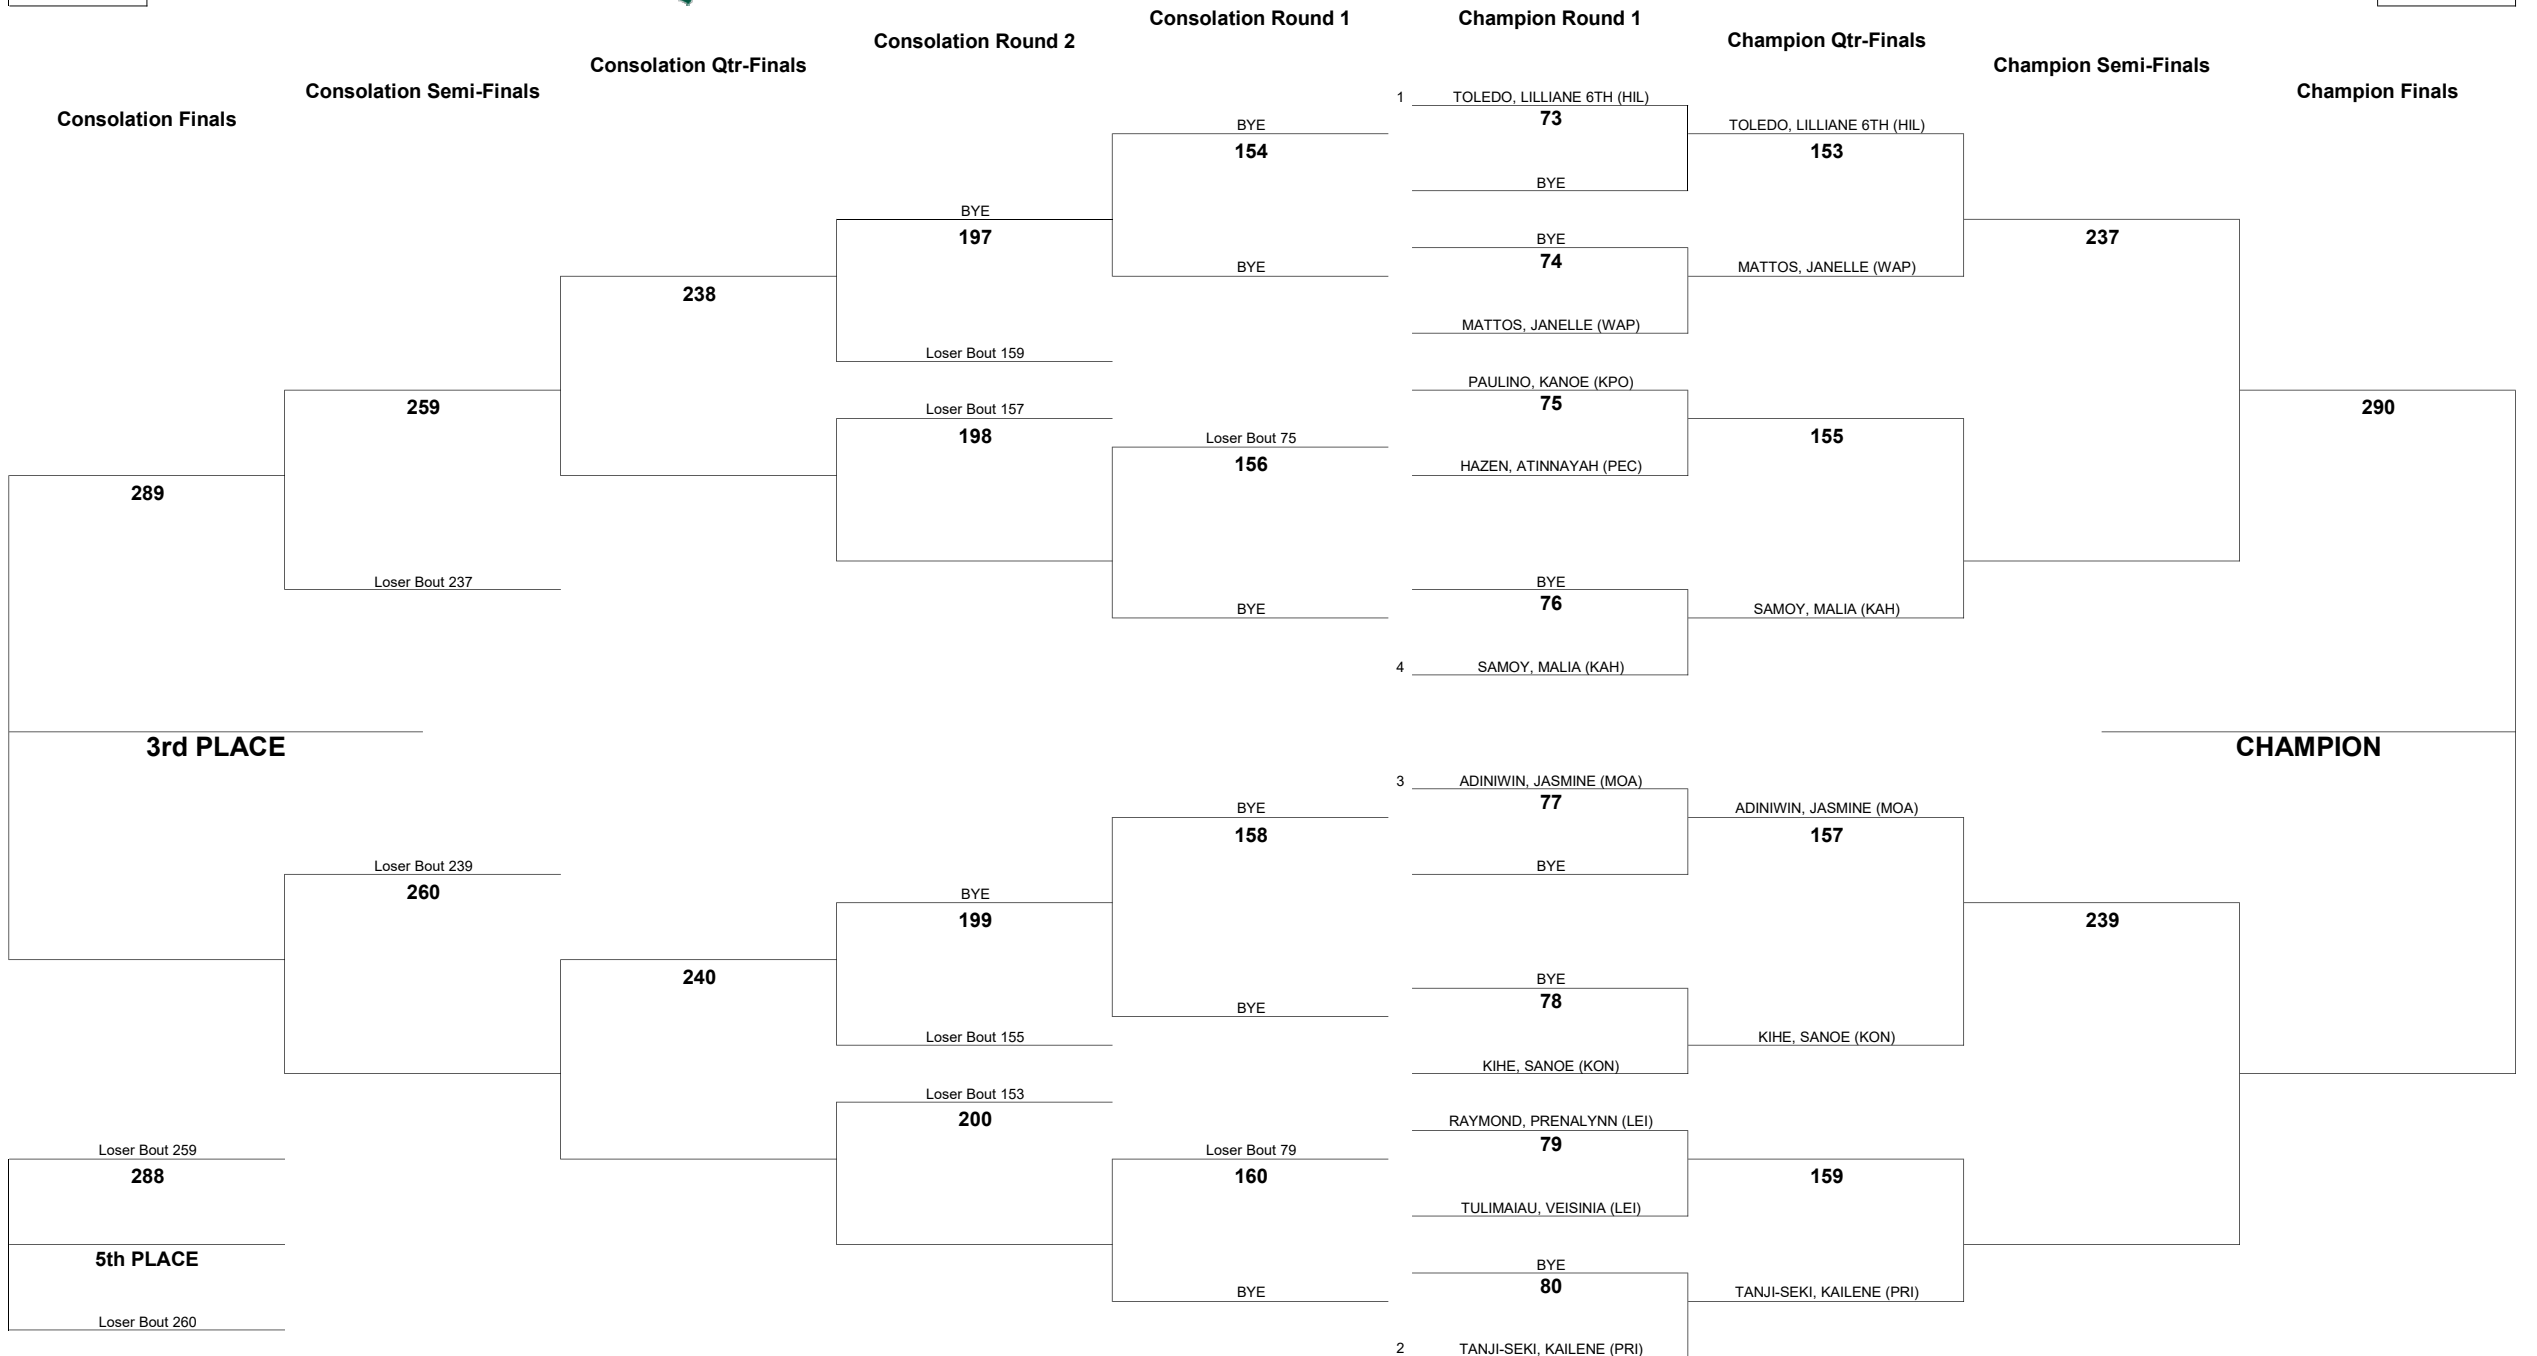 Consolation Round 1
Champion Round 1
Consolation Round 2
Champion Qtr-Finals
Consolation Qtr-Finals
Champion Semi-Finals
Consolation Semi-Finals
Champion Finals
Consolation Finals
1 TOLEDO, LILLIANE 6TH (HIL)
73
BYE
TOLEDO, LILLIANE 6TH (HIL)
154
153
BYE
BYE
197
237
BYE
74
BYE
MATTOS, JANELLE (WAP)
238
MATTOS, JANELLE (WAP)
Loser Bout 159
PAULINO, KANOE (KPO)
259
Loser Bout 157
75
290
198
Loser Bout 75
155
156
HAZEN, ATINNAYAH (PEC)
289
Loser Bout 237
BYE
76
BYE
SAMOY, MALIA (KAH)
4 SAMOY, MALIA (KAH)
3rd PLACE
CHAMPION
3 ADINIWIN, JASMINE (MOA)
77
BYE
ADINIWIN, JASMINE (MOA)
158
157
Loser Bout 239
BYE
260
BYE
199
239
240
BYE
78
BYE
Loser Bout 155
KIHE, SANOE (KON)
KIHE, SANOE (KON)
Loser Bout 153
200
RAYMOND, PRENALYNN (LEI)
79
Loser Bout 259
Loser Bout 79
288
160
159
TULIMAIAU, VEISINIA (LEI)
5th PLACE
BYE
80
BYE
TANJI-SEKI, KAILENE (PRI)
Loser Bout 260
2 TANJI-SEKI, KAILENE (PRI)